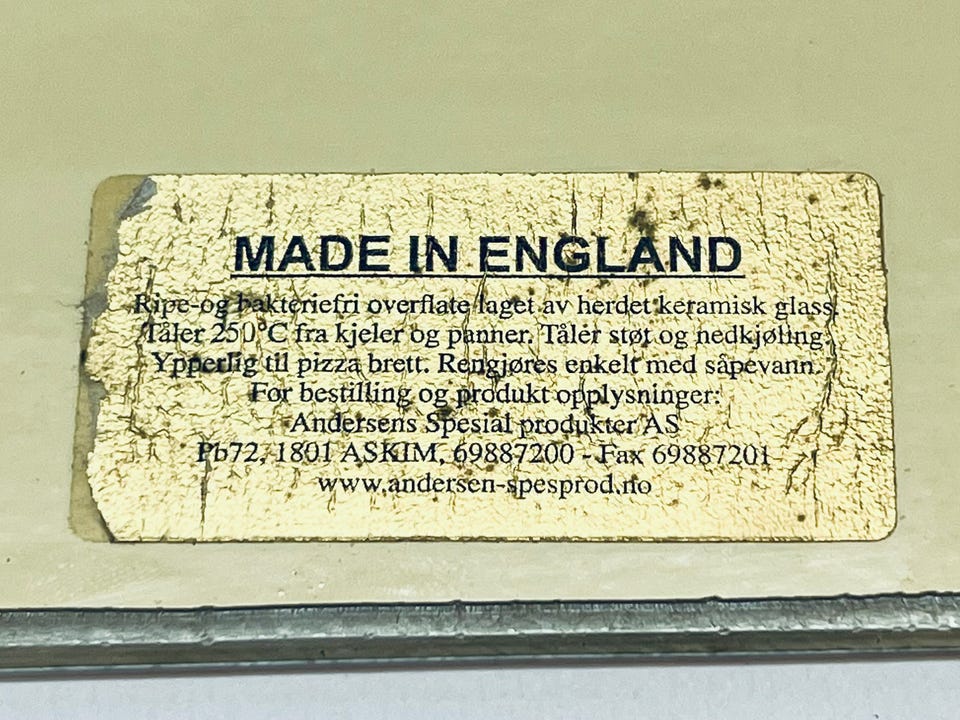 MADE IN ENGLAND
Ripe-og bakteriefri overflate laget av herdet keramisk glass.
Tåler 250°C fra kjeler og panner. Tåler støt og nedkjøling.
Ypperlig til pizza brett. Rengjøres enkelt med såpevann.
For bestilling og produkt opplysninger:
Andersens Spesial produkter AS
Pb72, 1801 ASKIM, 69887200 - Fax 69887201
www.andersen-spesprod.no